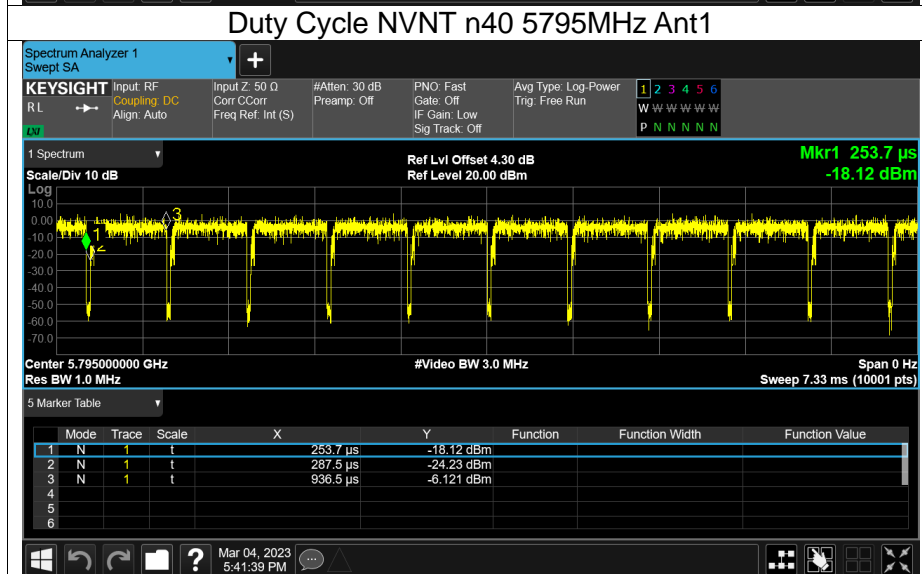 Duty Cycle NVNT n40 5795MHz Ant1
Spectrum Analyzer 1
Swept SA
+
KEYSIGHT Input: RF Input Z: 50 Ω #Atten: 30 dB PNO: Fast Avg Type: Log-Power 1 2 3 4 5 6
R L Coupling: DC Corr CCorr Preamp: Off Gate: Off Trig: Free Run W W W W W W
Align: Auto Freq Ref: Int (S) IF Gain: Low
LXI Sig Track: Off P N N N N N
1 Spectrum Ref Lvl Offset 4.30 dB Mkr1 253.7 µs
Scale/Div 10 dB Ref Level 20.00 dBm -18.12 dBm
Log
10.0
0.00
-10.0
-20.0
-30.0
-40.0
-50.0
-60.0
-70.0
1
2
3
Center 5.795000000 GHz #Video BW 3.0 MHz Span 0 Hz
Res BW 1.0 MHz Sweep 7.33 ms (10001 pts)
5 Marker Table
Mode Trace Scale X Y Function Function Width Function Value
1 N 1 t 253.7 µs -18.12 dBm
2 N 1 t 287.5 µs -24.23 dBm
3 N 1 t 936.5 µs -6.121 dBm
4
5
6
? Mar 04, 2023
5:41:39 PM